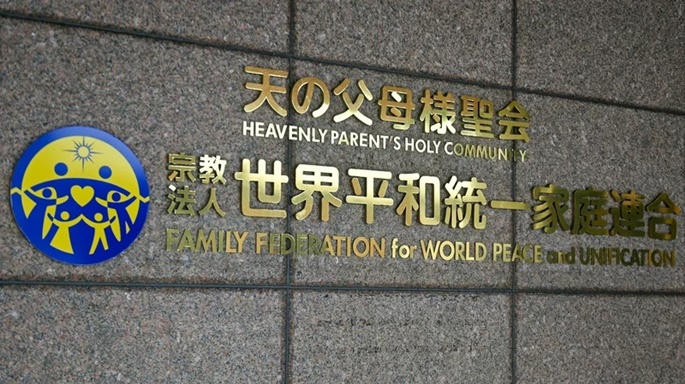 天の父母様聖会
HEAVENLY PARENT'S HOLY COMMUNITY
宗教法人 世界平和統一家庭連合
FAMILY FEDERATION for WORLD PEACE and UNIFICATION